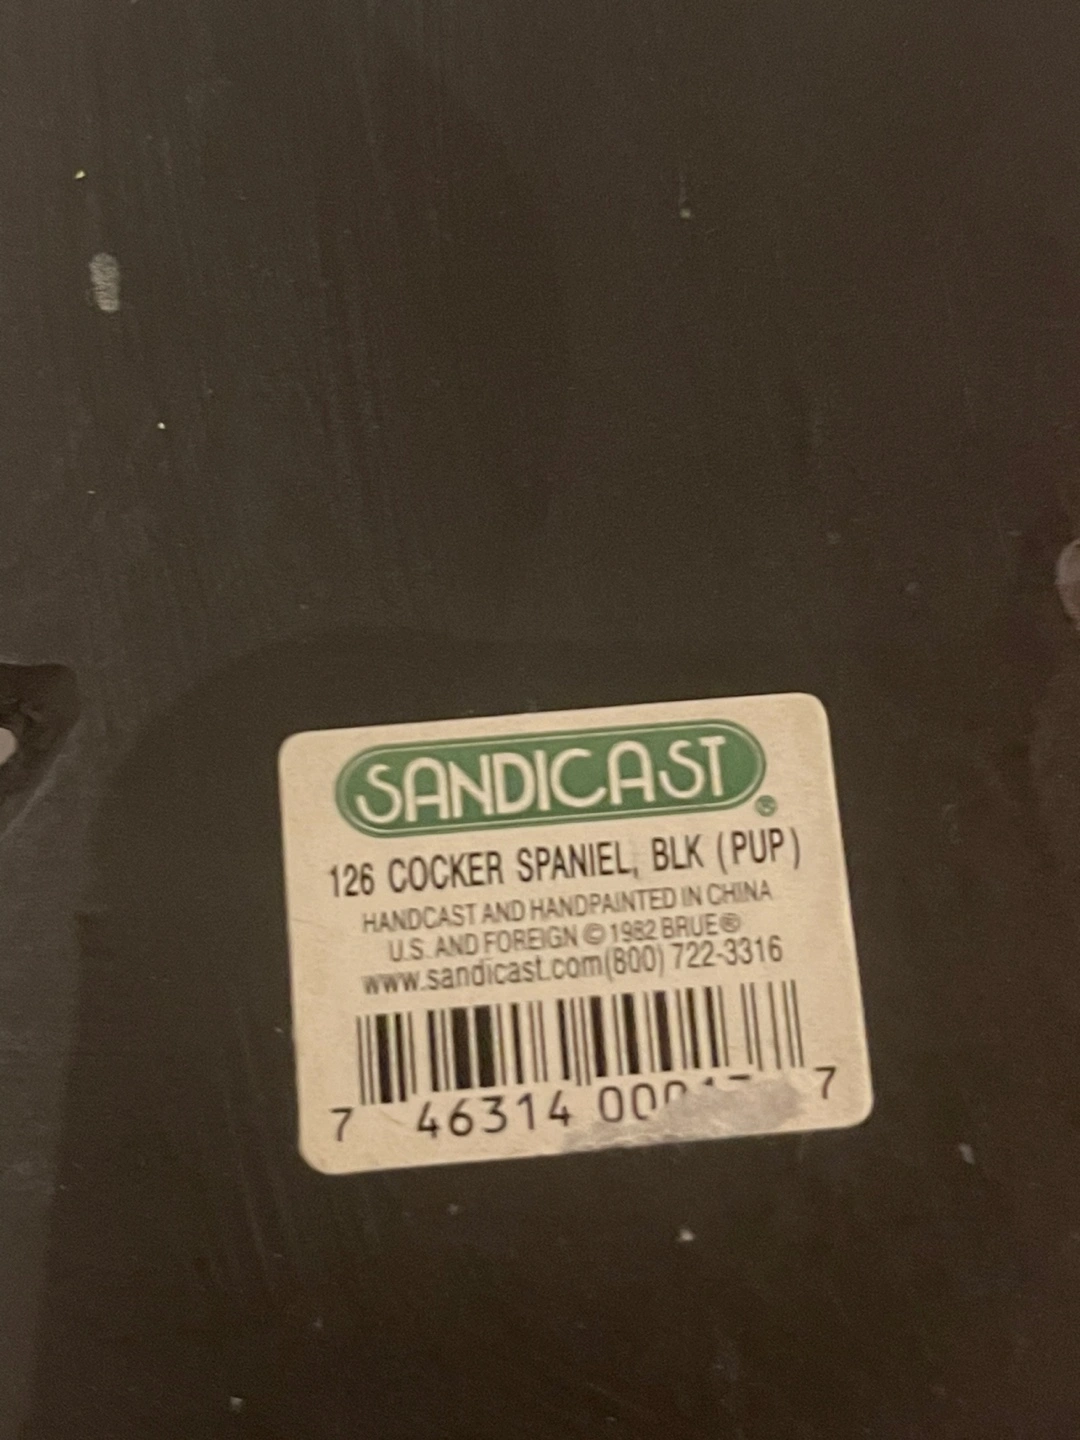 SANDICAST®
126 COCKER SPANIEL, BLK (PUP)
HANDCAST AND HANDPAINTED IN CHINA
U.S. AND FOREIGN © 1982 BRUE®
www.sandicast.com(800) 722-3316
7 46314 000 7